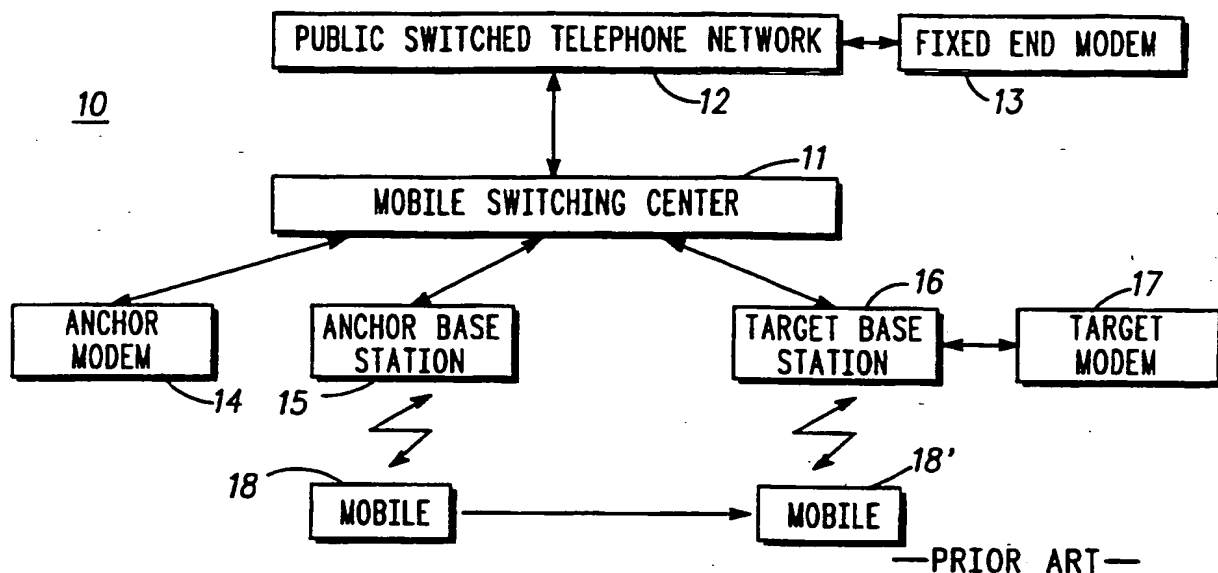 PUBLIC SWITCHED TELEPHONE NETWORK
FIXED END MODEM
12
13
10
11
MOBILE SWITCHING CENTER
16
17
ANCHOR
MODEM
ANCHOR BASE
STATION
TARGET BASE
STATION
TARGET
MODEM
14
15
18
18'
MOBILE
MOBILE
—PRIOR ART—